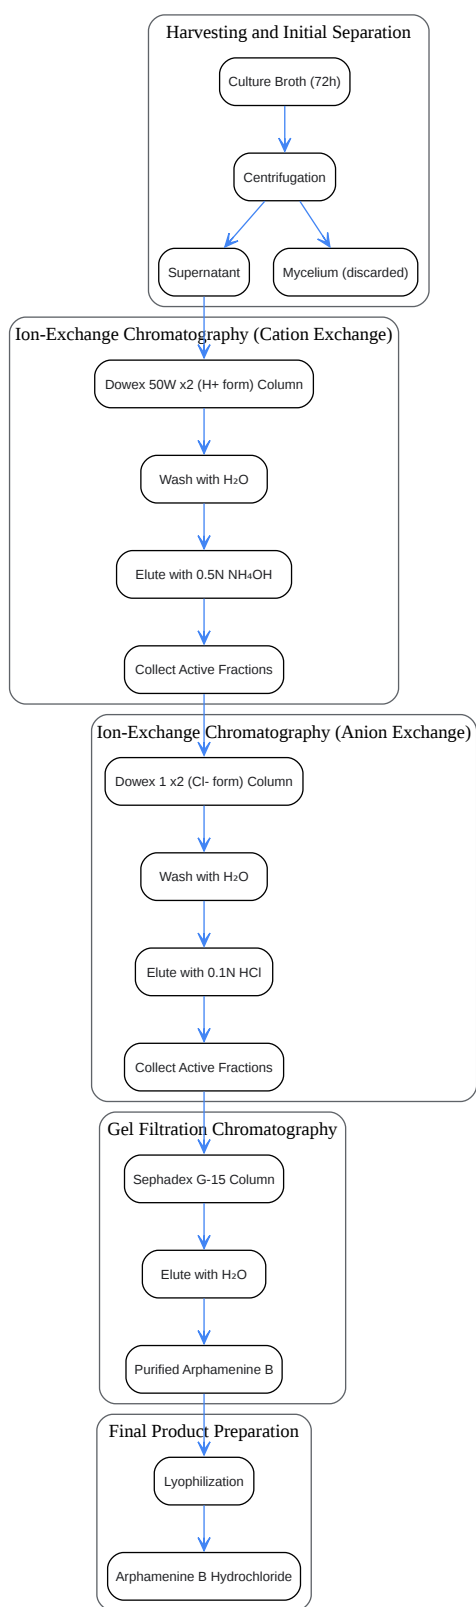 Harvesting and Initial Separation
Culture Broth (72h)
Centrifugation
Supernatant
Mycelium (discarded)
Ion-Exchange Chromatography (Cation Exchange)
Dowex 50W x2 (H+ form) Column
Wash with H₂O
Elute with 0.5N NH₄OH
Collect Active Fractions
Ion-Exchange Chromatography (Anion Exchange)
Dowex 1 x2 (Cl- form) Column
Wash with H₂O
Elute with 0.1N HCl
Collect Active Fractions
Gel Filtration Chromatography
Sephadex G-15 Column
Elute with H₂O
Purified Arphamenine B
Final Product Preparation
Lyophilization
Arphamenine B Hydrochloride